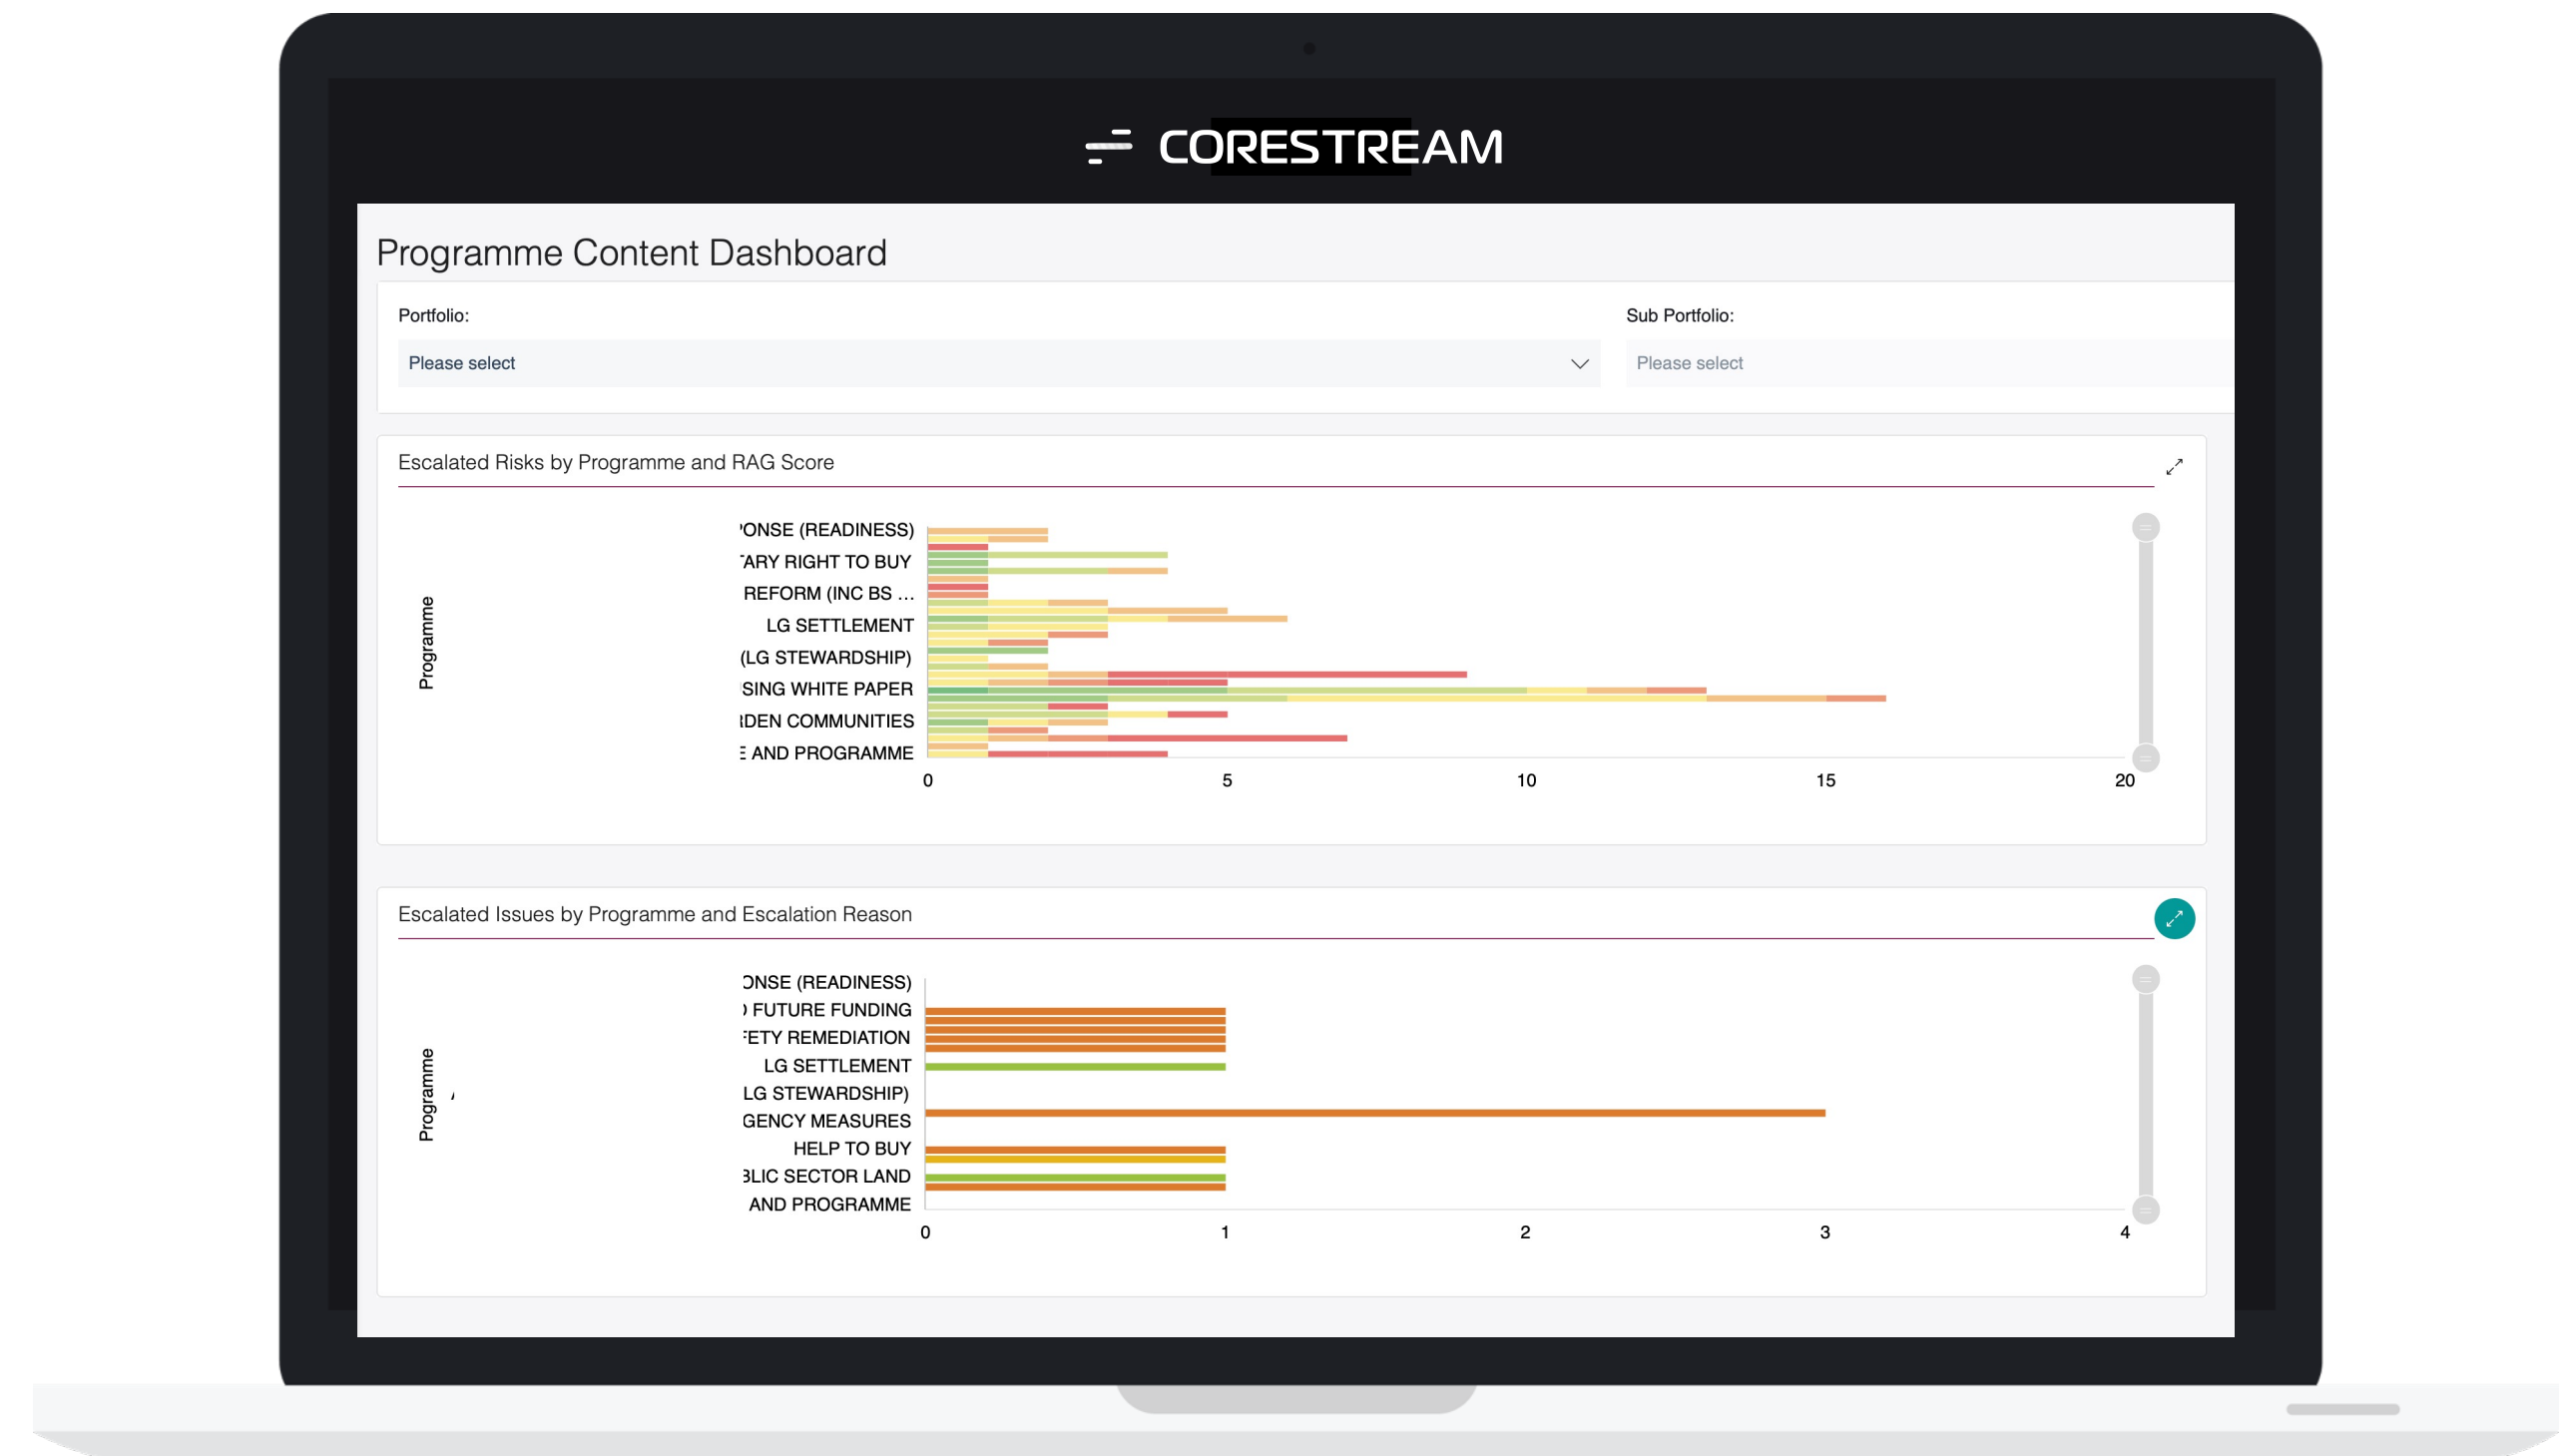 CORESTREAM
Programme Content Dashboard
Portfolio:
Sub Portfolio:
Please select
Please select
Escalated Risks by Programme and RAG Score
Programme
ONSE (READINESS)
ARY RIGHT TO BUY
REFORM (INC BS ...
LG SETTLEMENT
(LG STEWARDSHIP)
SING WHITE PAPER
DEN COMMUNITIES
AND PROGRAMME
0 5 10 15 20
Escalated Issues by Programme and Escalation Reason
Programme
ONSE (READINESS)
FUTURE FUNDING
ETY REMEDIATION
LG SETTLEMENT
LG STEWARDSHIP)
GENCY MEASURES
HELP TO BUY
BLIC SECTOR LAND
AND PROGRAMME
0 1 2 3 4